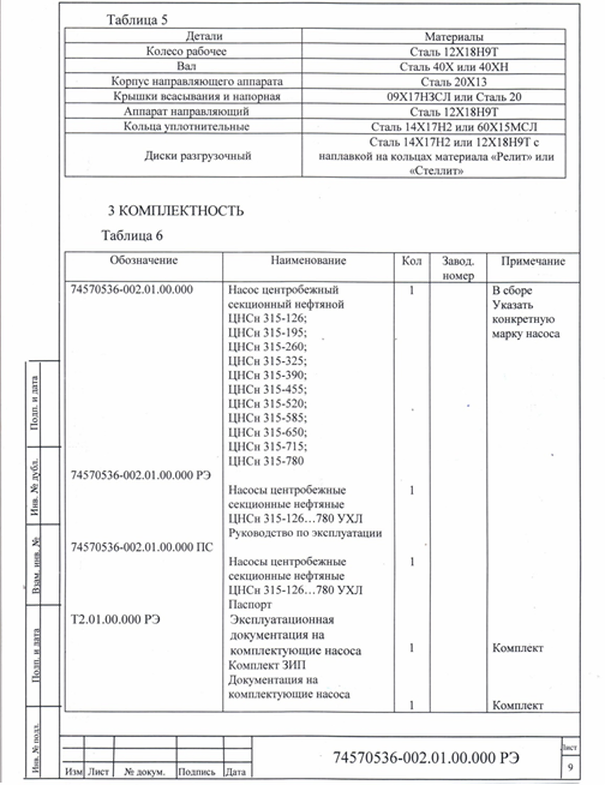 Таблица 5
Детали Материалы
Колесо рабочее Сталь 12Х18Н9Т
Вал Сталь 40Х или 40ХН
Корпус направляющего аппарата Сталь 20Х13
Крышки всасывания и напорная 09Х17НЗСЛ или Сталь 20
Аппарат направляющий Сталь 12Х18Н9Т
Кольца уплотнительные Сталь 14Х17Н2 или 60Х15МСЛ
Диски разгрузочный Сталь 14Х17Н2 или 12Х18Н9Т с
наплавкой на кольцах материала «Релит» или
«Стеллит»
3 КОМПЛЕКТНОСТЬ
Таблица 6
Обозначение Наименование Кол Завод. Примечание
номер
74570536-002.01.00.000 Насос центробежный 1 В сборе
секционный нефтяной Указать
ЦНСн 315-126; конкретную
ЦНСн 315-195; марку насоса
ЦНСн 315-260;
ЦНСн 315-325;
ЦНСн 315-390;
ЦНСн 315-455;
ЦНСн 315-520;
ЦНСн 315-585;
ЦНСн 315-650;
ЦНСн 315-715;
ЦНСн 315-780
74570536-002.01.00.000 РЭ
Насосы центробежные 1
секционные нефтяные
ЦНСн 315-126…780 УХЛ
Руководство по эксплуатации
74570536-002.01.00.000 ПС
Насосы центробежные 1
секционные нефтяные
ЦНСн 315-126…780 УХЛ
Паспорт
Т2.01.00.000 РЭ Эксплуатационная
документация на
комплектующие насоса 1 Комплект
Комплект ЗИП
Документация на
комплектующие насоса
1 Комплект
Подп. и дата
Инв. № дубл.
Взам. инв. №
Подп. и дата
Инв. № подл.
Изм Лист № докум. Подпись Дата
74570536-002.01.00.000 РЭ
Лист
9